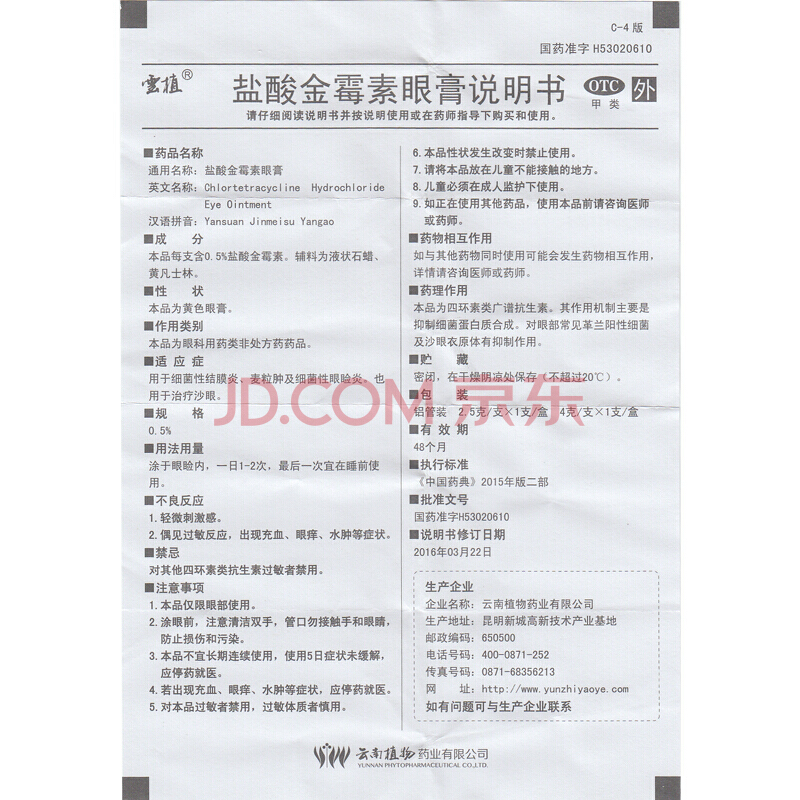 C-4版
国药准字H53020610
雲植®
盐酸金霉素眼膏说明书
OTC
甲类
外
请仔细阅读说明书并按说明使用或在药师指导下购买和使用。
■药品名称
通用名称：盐酸金霉素眼膏
英文名称：Chlortetracycline Hydrochloride
Eye Ointment
汉语拼音：Yansuan Jinmeisu Yangao
■成 分
本品每支含0.5%盐酸金霉素。辅料为液状石蜡、
黄凡士林。
■性 状
本品为黄色眼膏。
■作用类别
本品为眼科用药类非处方药药品。
■适 应 症
用于细菌性结膜炎、麦粒肿及细菌性眼睑炎。也
用于治疗沙眼。
■规 格
0.5%
■用法用量
涂于眼睑内，一日1-2次，最后一次宜在睡前使
用。
■不良反应
1.轻微刺激感。
2.偶见过敏反应，出现充血、眼痒、水肿等症状。
■禁忌
对其他四环素类抗生素过敏者禁用。
■注意事项
1.本品仅限眼部使用。
2.涂眼前，注意清洁双手，管口勿接触手和眼睛，
防止损伤和污染。
3.本品不宜长期连续使用，使用5日症状未缓解，
应停药就医。
4.若出现充血、眼痒、水肿等症状，应停药就医。
5.对本品过敏者禁用，过敏体质者慎用。
6.本品性状发生改变时禁止使用。
7.请将本品放在儿童不能接触的地方。
8.儿童必须在成人监护下使用。
9.如正在使用其他药品，使用本品前请咨询医师
或药师。
■药物相互作用
如与其他药物同时使用可能会发生药物相互作用，
详情请咨询医师或药师。
■药理作用
本品为四环素类广谱抗生素。其作用机制主要是
抑制细菌蛋白质合成。对眼部常见革兰阳性细菌
及沙眼衣原体有抑制作用。
■贮 藏
密闭，在干燥阴凉处保存（不超过20℃）。
■包 装
铝管装 2.5克/支×1支/盒 4克/支×1支/盒
■有 效 期
48个月
■执行标准
《中国药典》2015年版二部
■批准文号
国药准字H53020610
■说明书修订日期
2016年03月22日
生产企业
企业名称：云南植物药业有限公司
生产地址：昆明新城高新技术产业基地
邮政编码：650500
电话号码：400-0871-252
传真号码：0871-68356213
网 址：http://www.yunzhiyaoye.com
如有问题可与生产企业联系
云南植物药业有限公司
YUNNAN PHYTOPHARMACEUTICAL CO.,LTD.
JD.COM 京东